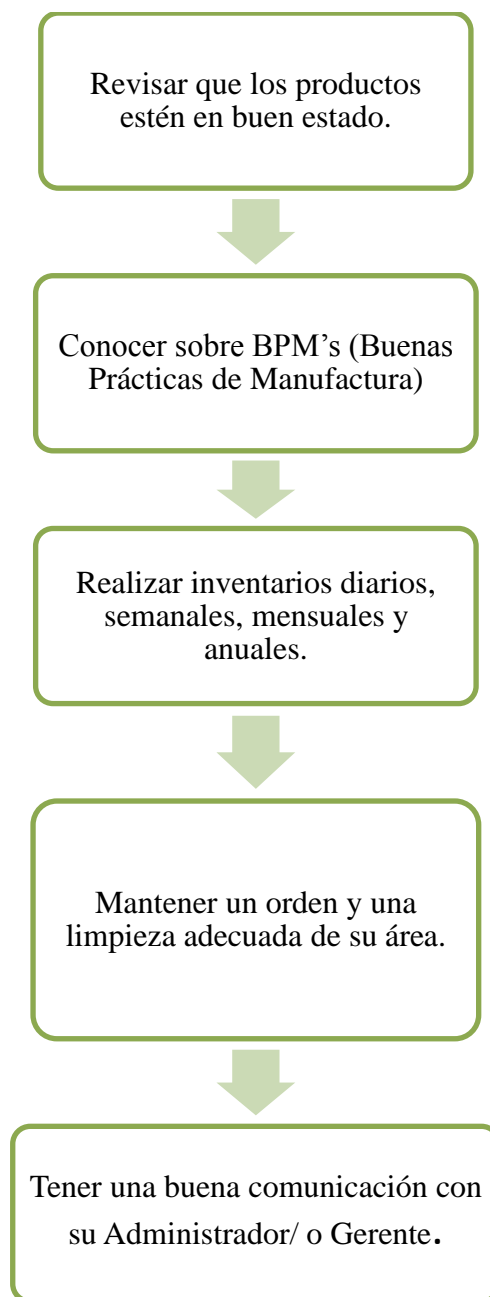 Revisar que los productos
estén en buen estado.
Conocer sobre BPM’s (Buenas
Prácticas de Manufactura)
Realizar inventarios diarios,
semanales, mensuales y
anuales.
Mantener un orden y una
limpieza adecuada de su área.
Tener una buena comunicación con
su Administrador/ o Gerente.